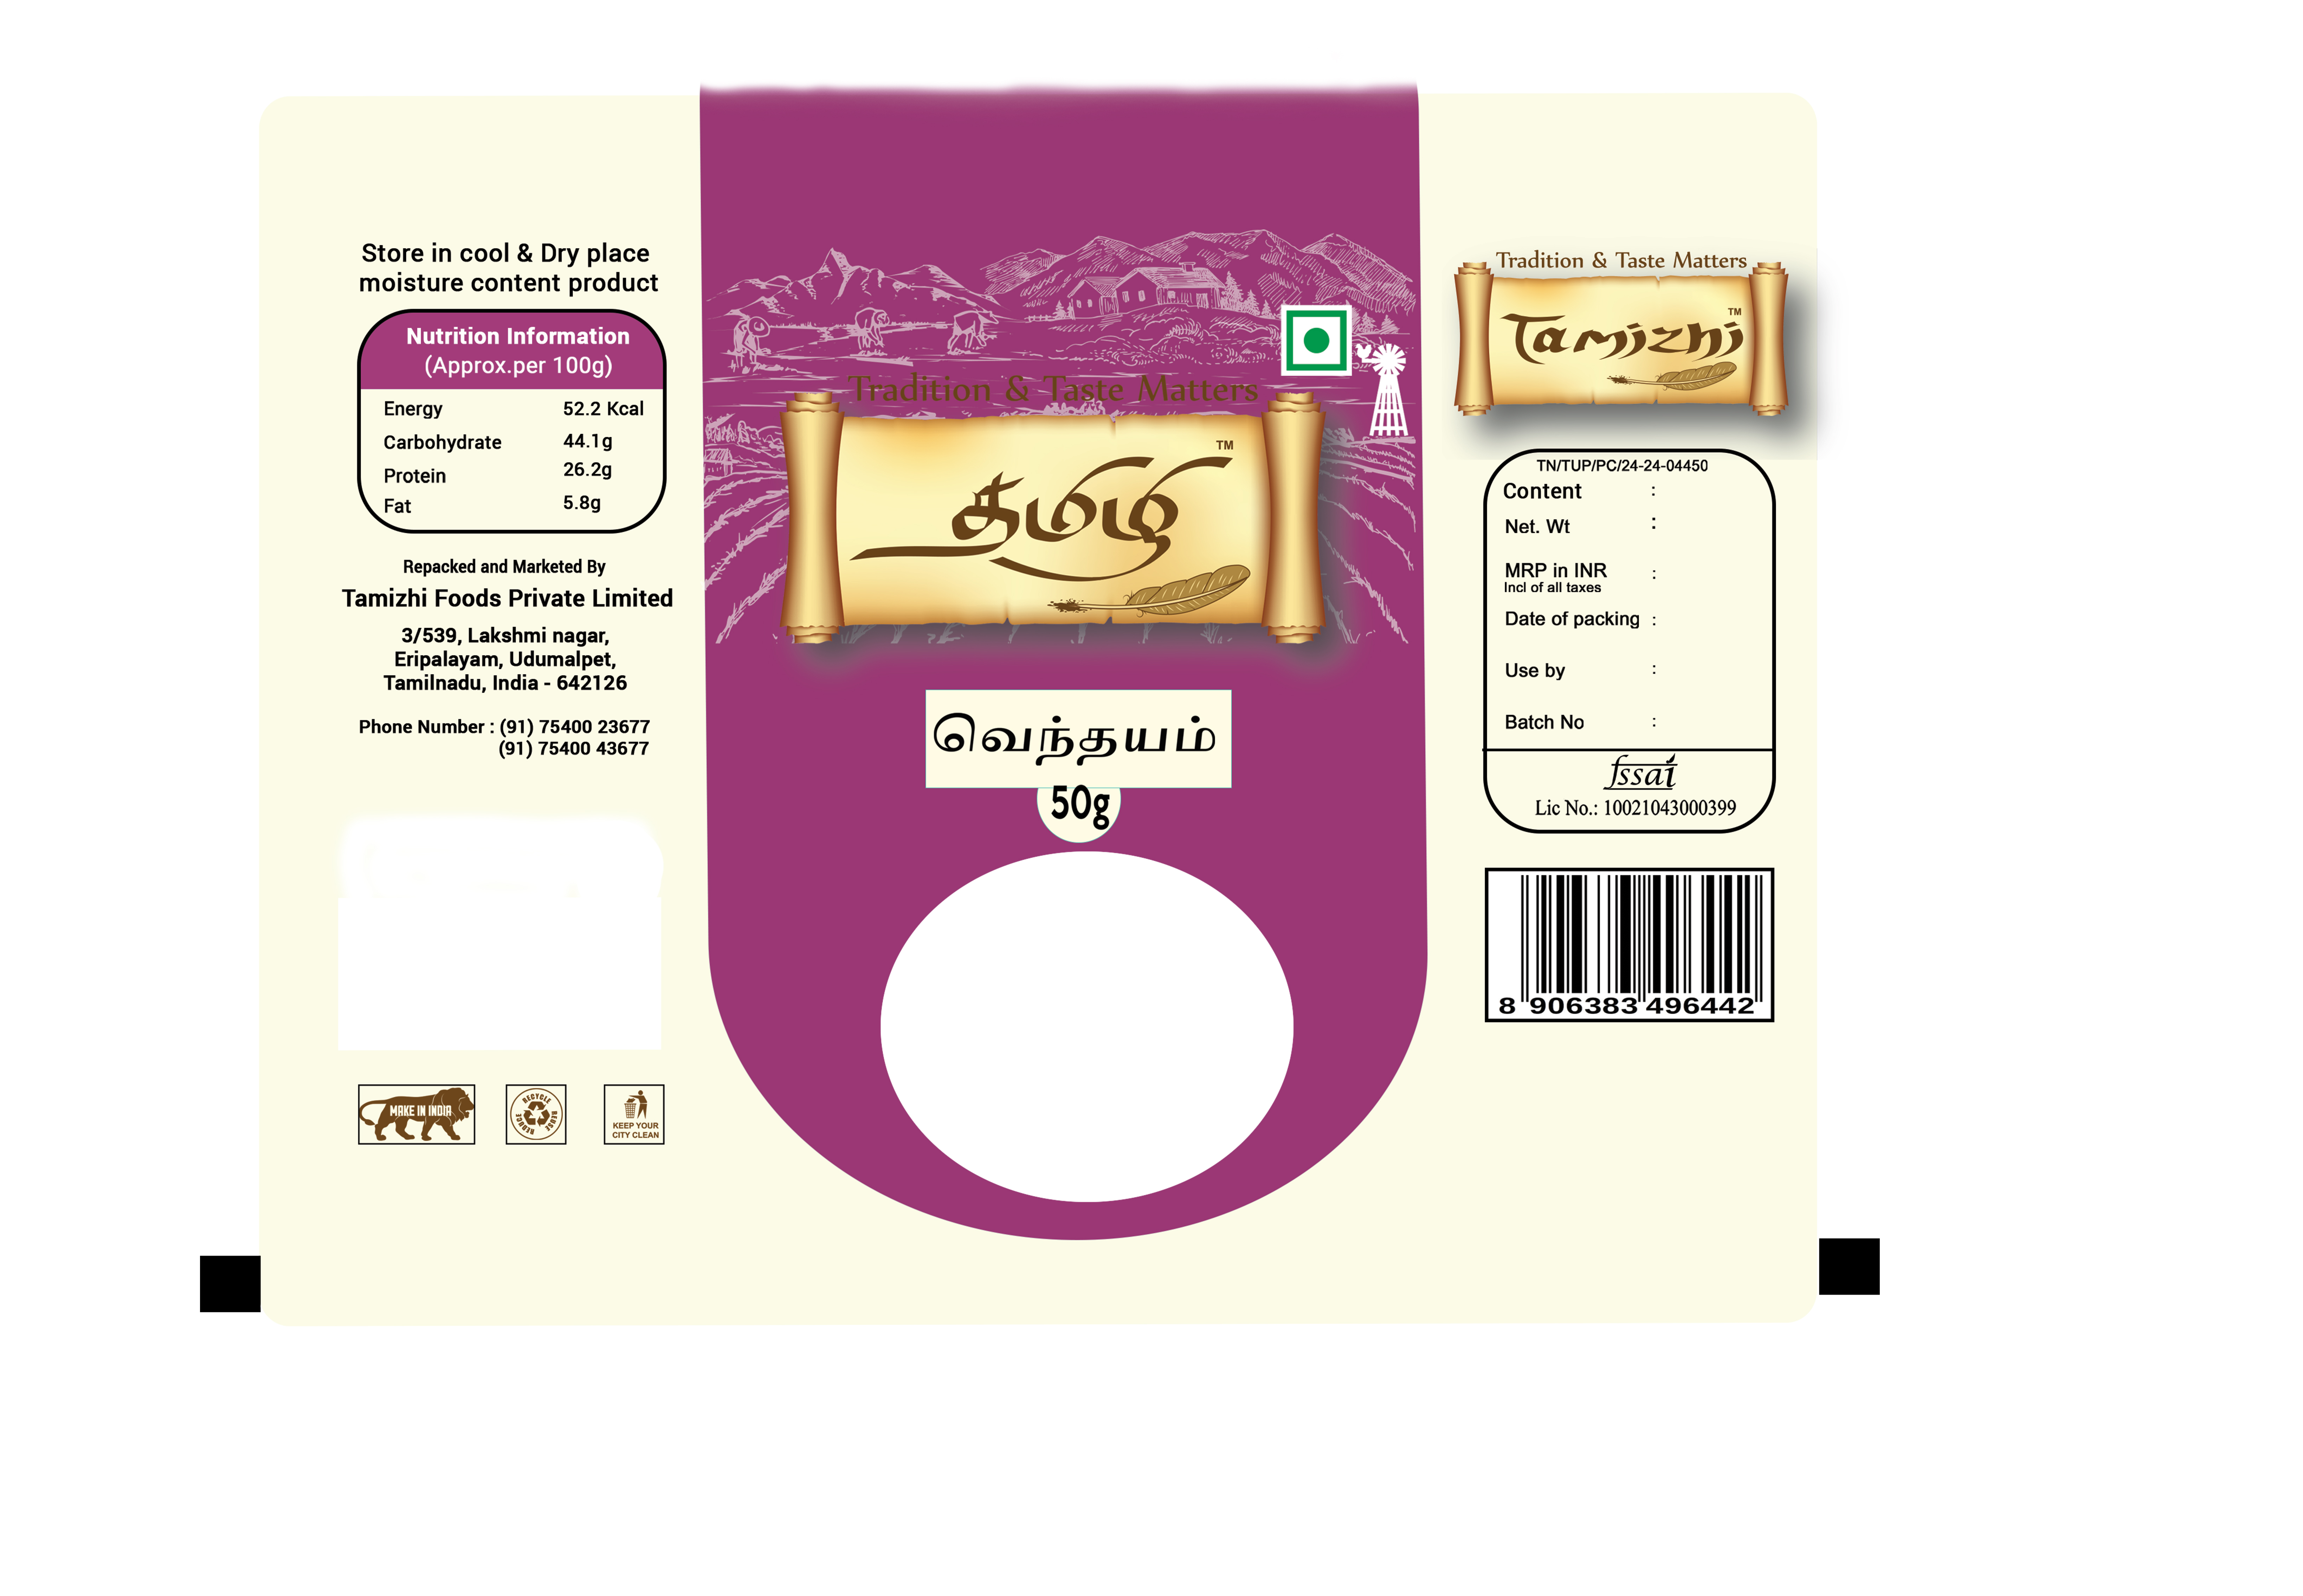 Store in cool & Dry place
moisture content product
Nutrition Information
(Approx.per 100g)
Energy 52.2 Kcal
Carbohydrate 44.1g
Protein 26.2g
Fat 5.8g
Repacked and Marketed By
Tamizhi Foods Private Limited
3/539, Lakshmi nagar,
Eripalayam, Udumalpet,
Tamilnadu, India - 642126
Phone Number : (91) 75400 23677
(91) 75400 43677
MAKE IN INDIA
RECYCLE REUSE REDUCE
KEEP YOUR
CITY CLEAN
Tradition & Taste Matters
TM
தமிழி
வெந்தயம்
50g
Tradition & Taste Matters
TM
Tamizhi
TN/TUP/PC/24-24-04450
Content :
Net. Wt :
MRP in INR :
Incl of all taxes
Date of packing :
Use by :
Batch No :
fssai
Lic No.: 10021043000399
8 906383 496442